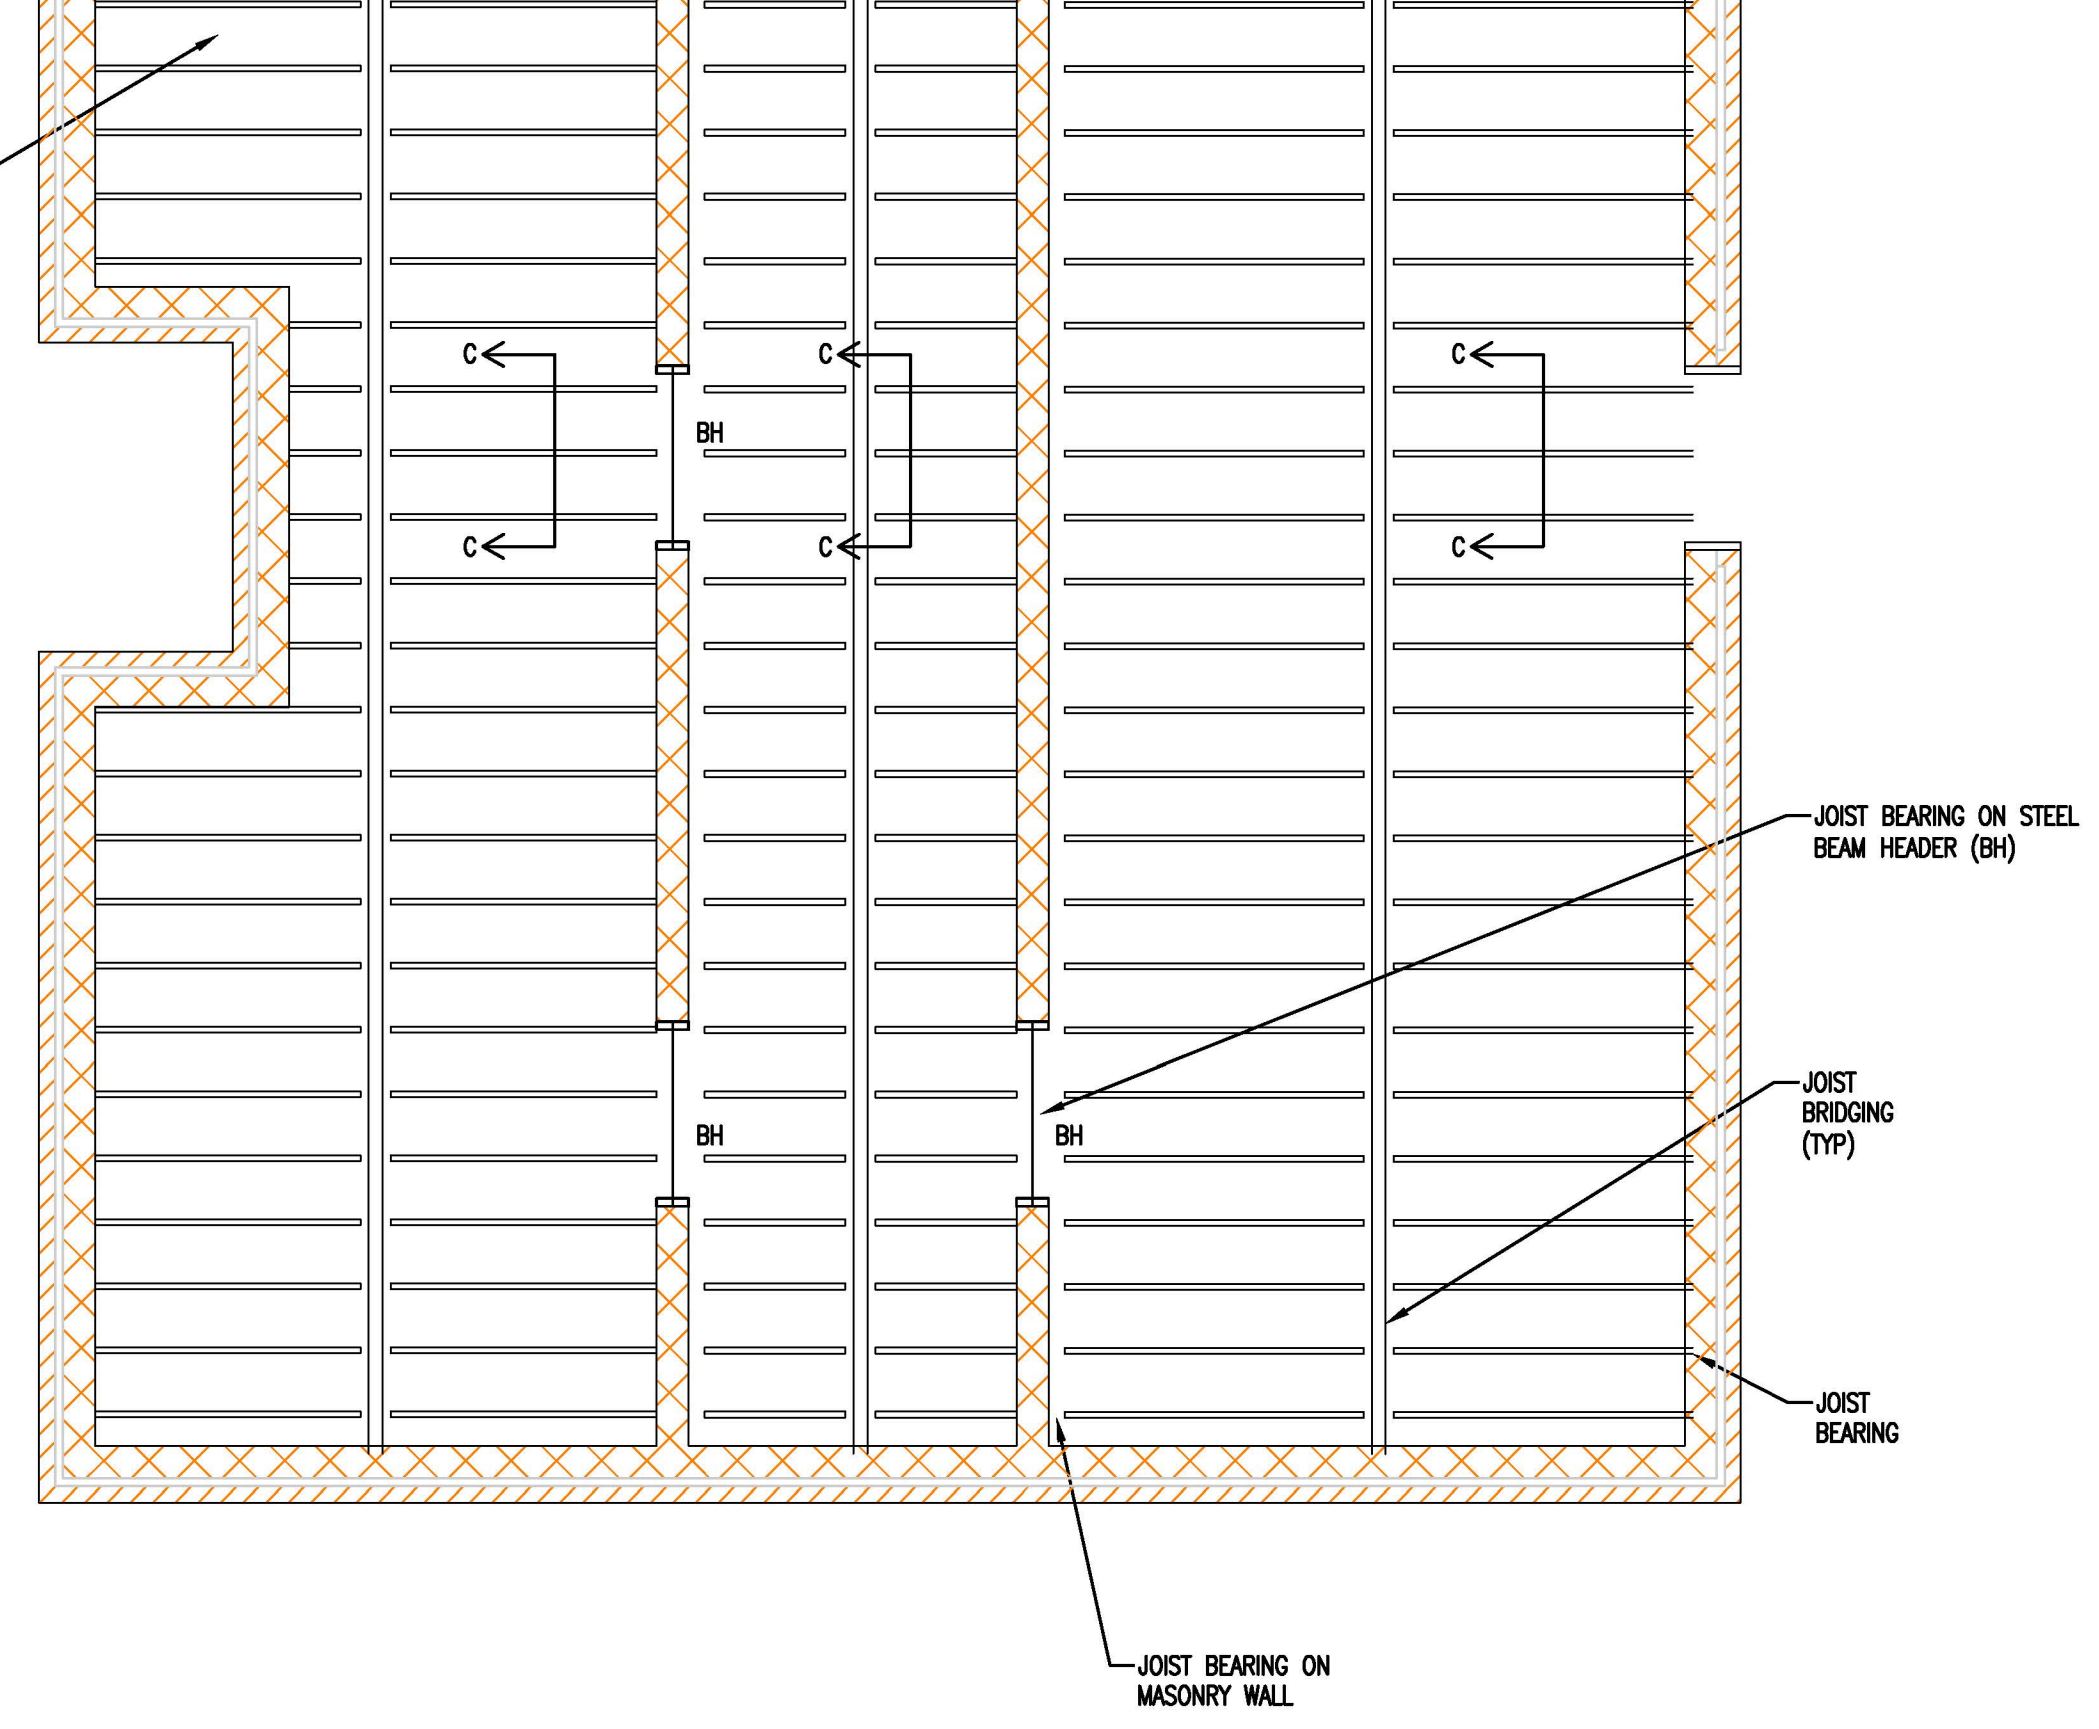 C
C
C
BH
C
C
C
JOIST BEARING ON STEEL
BEAM HEADER (BH)
JOIST
BRIDGING
(TYP)
BH
BH
JOIST
BEARING
JOIST BEARING ON
MASONRY WALL